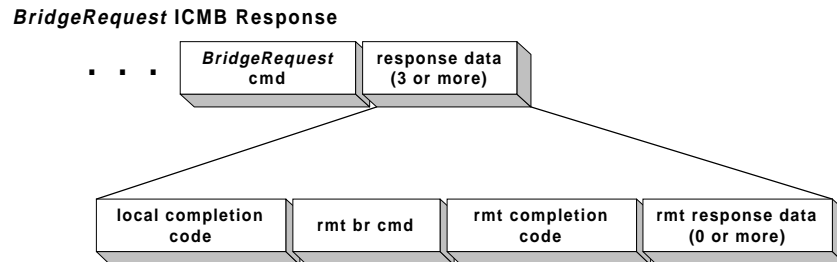 BridgeRequest ICMB Response
. . .
BridgeRequest
cmd
response data
(3 or more)
local completion
code
rmt br cmd
rmt completion
code
rmt response data
(0 or more)